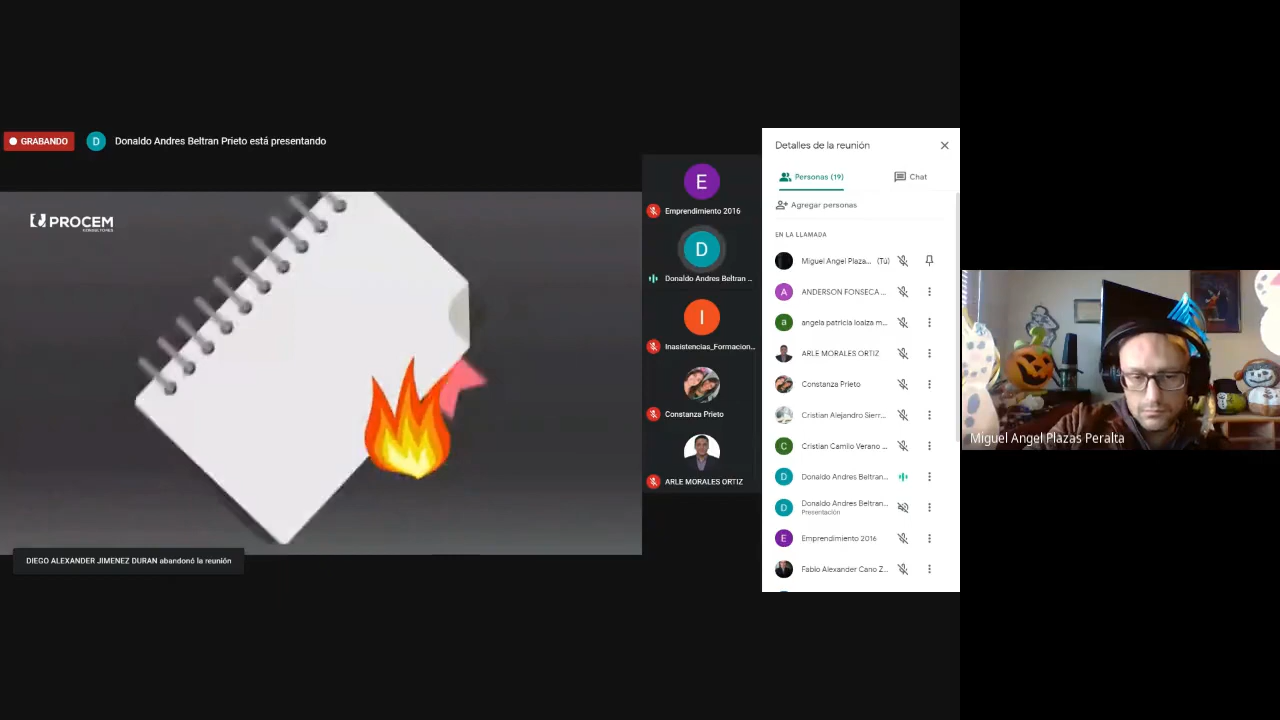 GRABANDO
D
Donaldo Andres Beltran Prieto está presentando
PROCEM
E
Emprendimiento 2016
D
Donaldo Andres Beltran ...
I
Inasistencias_Formacion...
Constanza Prieto
ARLE MORALES ORTIZ
DIEGO ALEXANDER JIMENEZ DURAN abandonó la reunión
Detalles de la reunión
Personas (19)
Chat
Agregar personas
EN LA LLAMADA
Miguel Angel Plaza... (Tú)
A
ANDERSON FONSECA ...
a
angela patricia loaiza m...
ARLE MORALES ORTIZ
Constanza Prieto
Cristian Alejandro Sierr...
C
Cristian Camilo Verano ...
D
Donaldo Andres Beltran...
D
Donaldo Andres Beltran...
Presentación
E
Emprendimiento 2016
Fabio Alexander Cano Z...
Miguel Angel Plazas Peralta